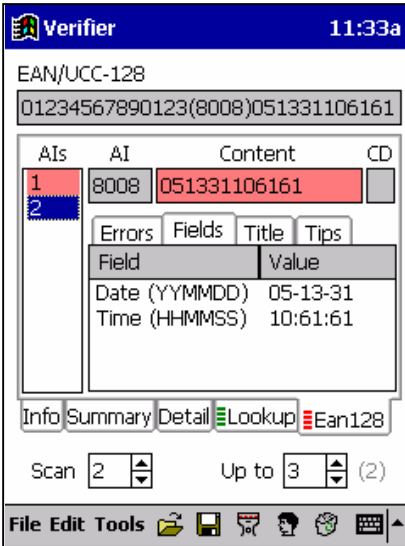 Verifier 11:33a
EAN/UCC-128
01234567890123(8008)051331106161
AIs AI Content CD
1 8008 051331106161
2
Errors Fields Title Tips
Field Value
Date (YYMMDD) 05-13-31
Time (HHMMSS) 10:61:61
Info Summary Detail Lookup Ean128
Scan 2 Up to 3 (2)
File Edit Tools